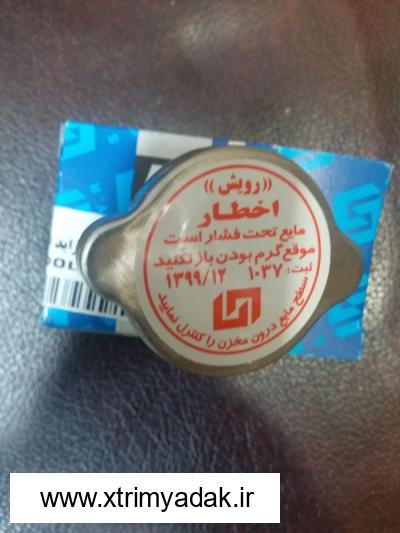 ((رویش))
اخطار
مایع تحت فشار است
موقع گرم بودن باز نکنید
ثبت: ۱۰۳۷ ۱۳۹۹/۱۲
سطح مایع درون مخزن را کنترل نمایید
www.xtrimyadak.ir